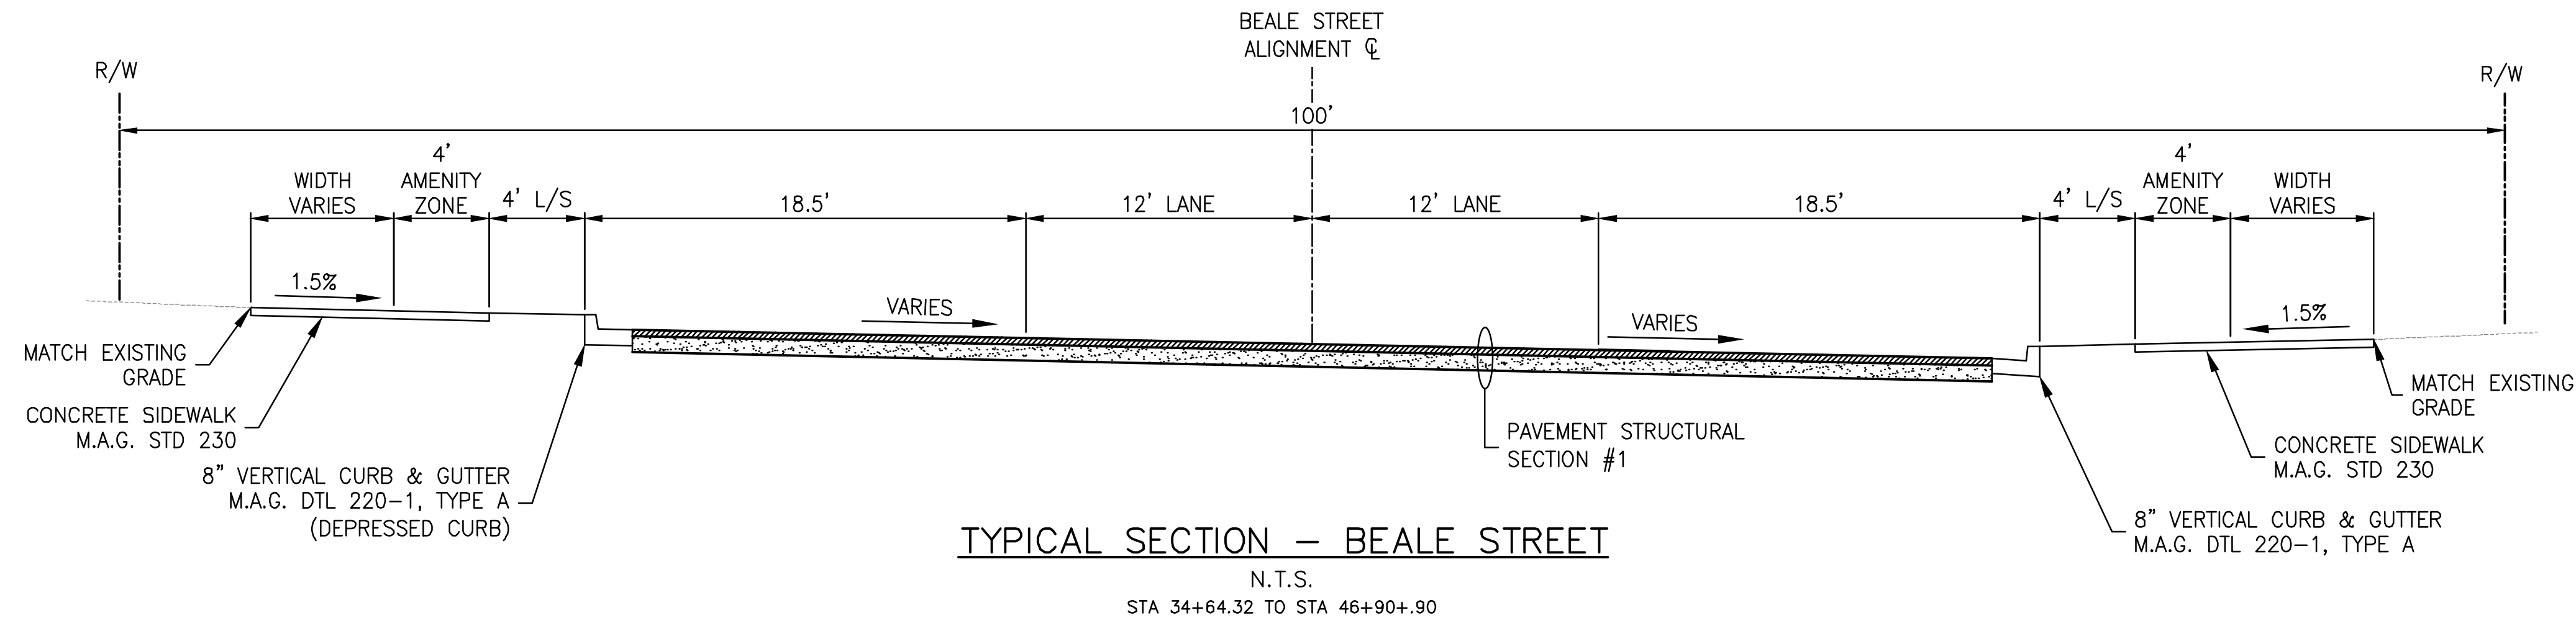 BEALE STREET
ALIGNMENT ℄
R/W
R/W
100'
WIDTH
VARIES
4'
AMENITY
ZONE
4' L/S
18.5'
12' LANE
12' LANE
18.5'
4' L/S
4'
AMENITY
ZONE
WIDTH
VARIES
1.5%
VARIES
VARIES
1.5%
MATCH EXISTING
GRADE
CONCRETE SIDEWALK
M.A.G. STD 230
8" VERTICAL CURB & GUTTER
M.A.G. DTL 220-1, TYPE A
(DEPRESSED CURB)
PAVEMENT STRUCTURAL
SECTION #1
MATCH EXISTING
GRADE
CONCRETE SIDEWALK
M.A.G. STD 230
8" VERTICAL CURB & GUTTER
M.A.G. DTL 220-1, TYPE A
TYPICAL SECTION - BEALE STREET
N.T.S.
STA 34+64.32 TO STA 46+90+.90